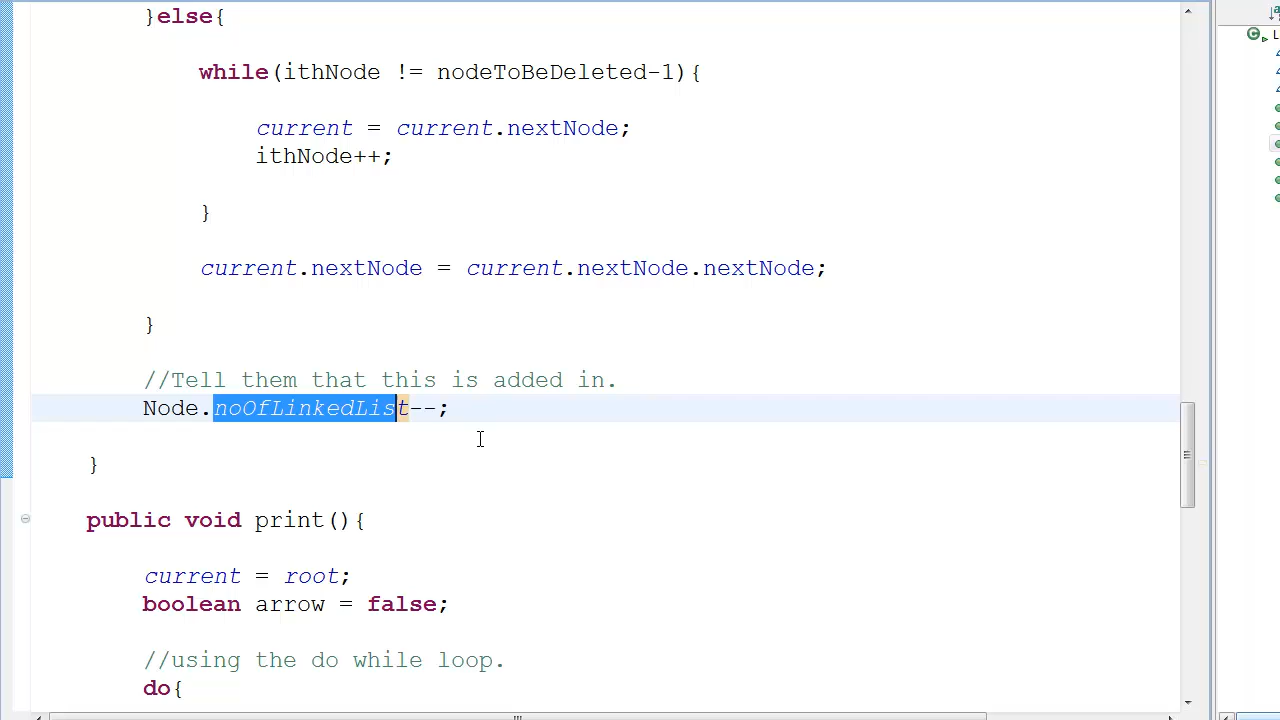 }else{
while(ithNode != nodeToBeDeleted-1){
current = current.nextNode;
ithNode++;
}
current.nextNode = current.nextNode.nextNode;
}
//Tell them that this is added in.
Node.noOfLinkedList--;
}
public void print(){
current = root;
boolean arrow = false;
//using the do while loop.
do{